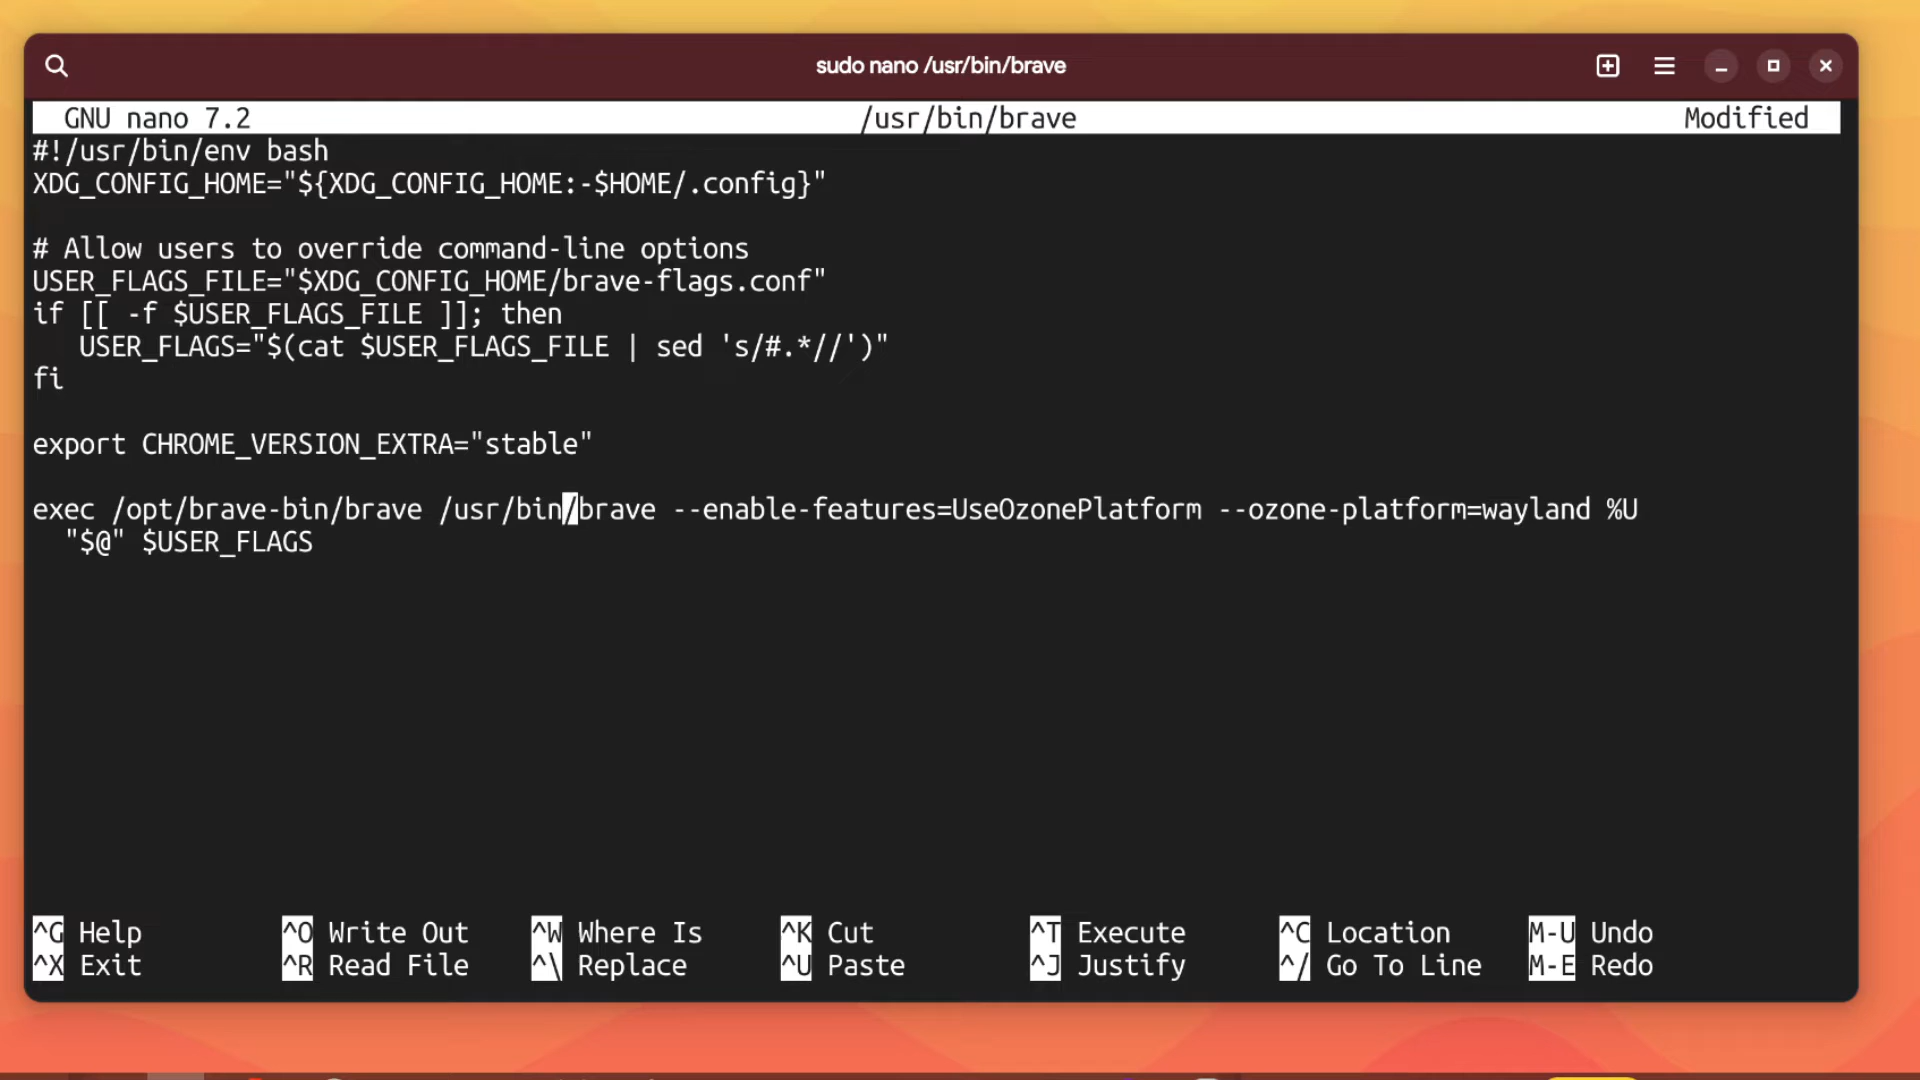 sudo nano /usr/bin/brave
GNU nano 7.2 /usr/bin/brave Modified
#!/usr/bin/env bash
XDG_CONFIG_HOME="${XDG_CONFIG_HOME:-$HOME/.config}"
# Allow users to override command-line options
USER_FLAGS_FILE="$XDG_CONFIG_HOME/brave-flags.conf"
if [[ -f $USER_FLAGS_FILE ]]; then
   USER_FLAGS="$(cat $USER_FLAGS_FILE | sed 's/#.*//')"
fi
export CHROME_VERSION_EXTRA="stable"
exec /opt/brave-bin/brave /usr/bin/brave --enable-features=UseOzonePlatform --ozone-platform=wayland %U
  "$@" $USER_FLAGS
^G Help ^O Write Out ^W Where Is ^K Cut ^T Execute ^C Location M-U Undo
^X Exit ^R Read File ^\ Replace ^U Paste ^J Justify ^/ Go To Line M-E Redo